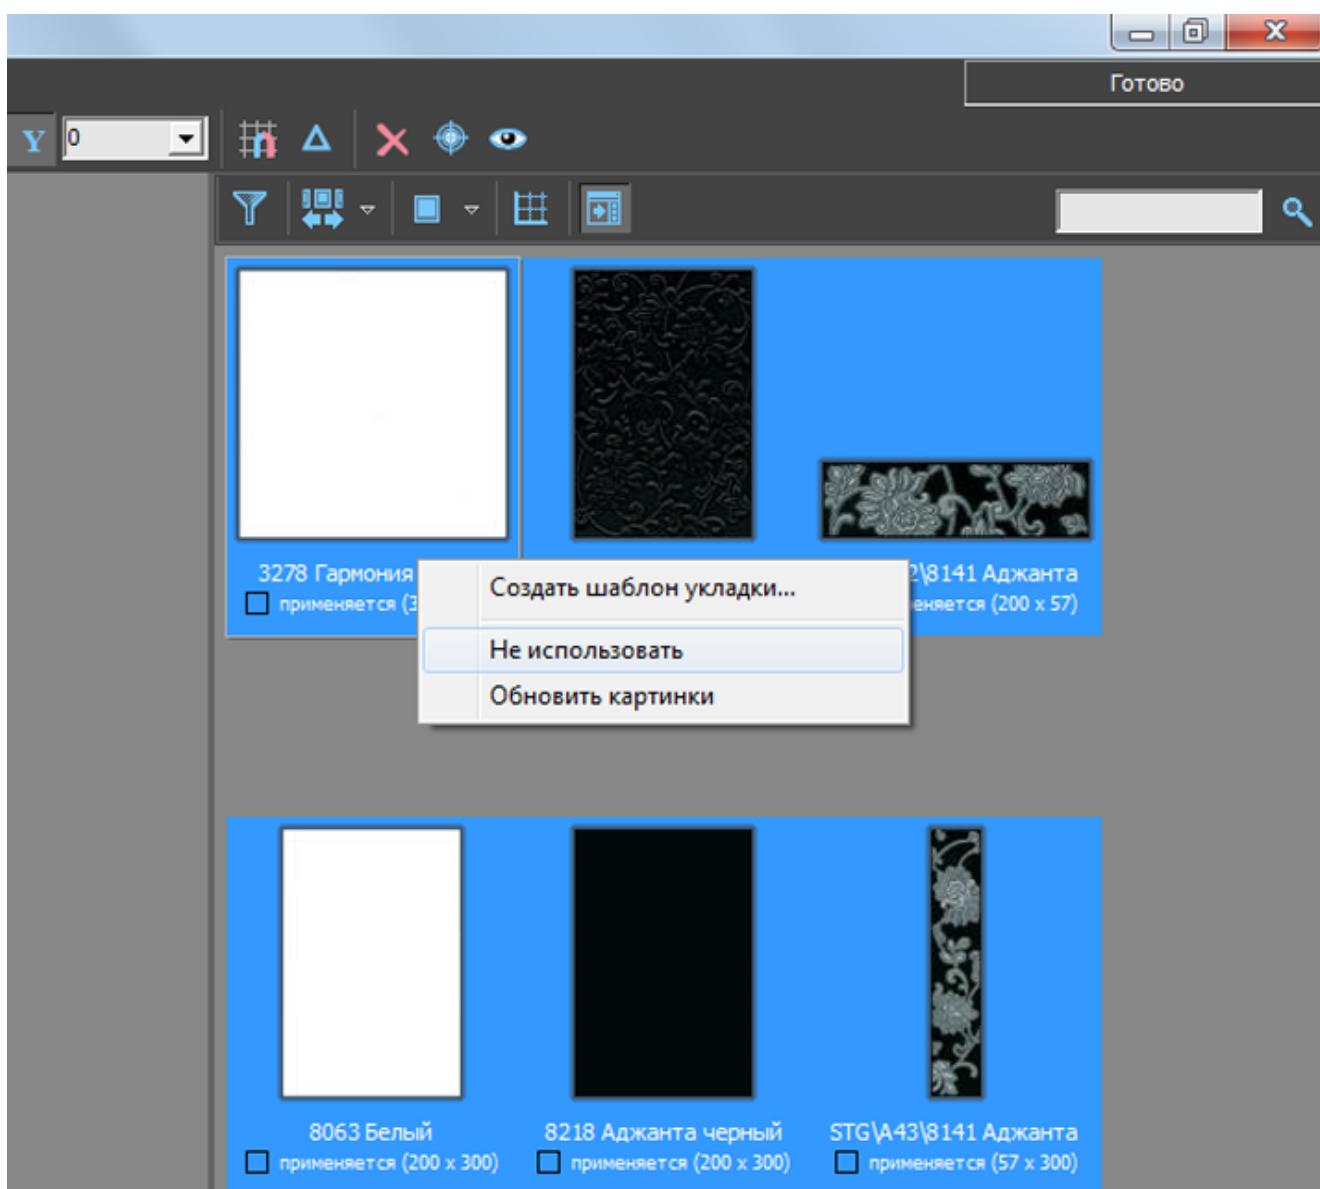 Готово
Y 0
3278 Гармония
применяется (3
2\8141 Аджанта
еняется (200 x 57)
Создать шаблон укладки...
Не использовать
Обновить картинки
8063 Белый
применяется (200 x 300)
8218 Аджанта черный
применяется (200 x 300)
STG\A43\8141 Аджанта
применяется (57 x 300)